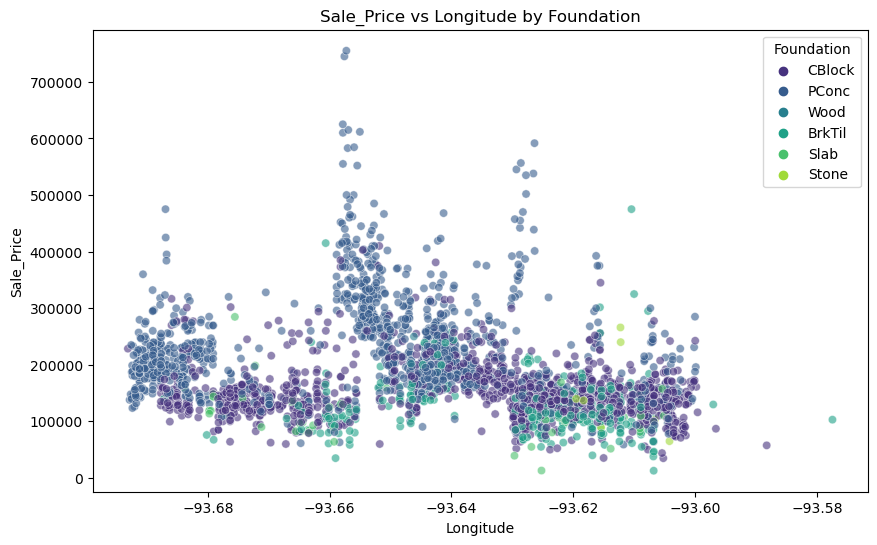 Sale_Price vs Longitude by Foundation
Foundation
CBlock
PConc
Wood
BrkTil
Slab
Stone
Sale_Price
700000
600000
500000
400000
300000
200000
100000
0
−93.68 −93.66 −93.64 −93.62 −93.60 −93.58
Longitude